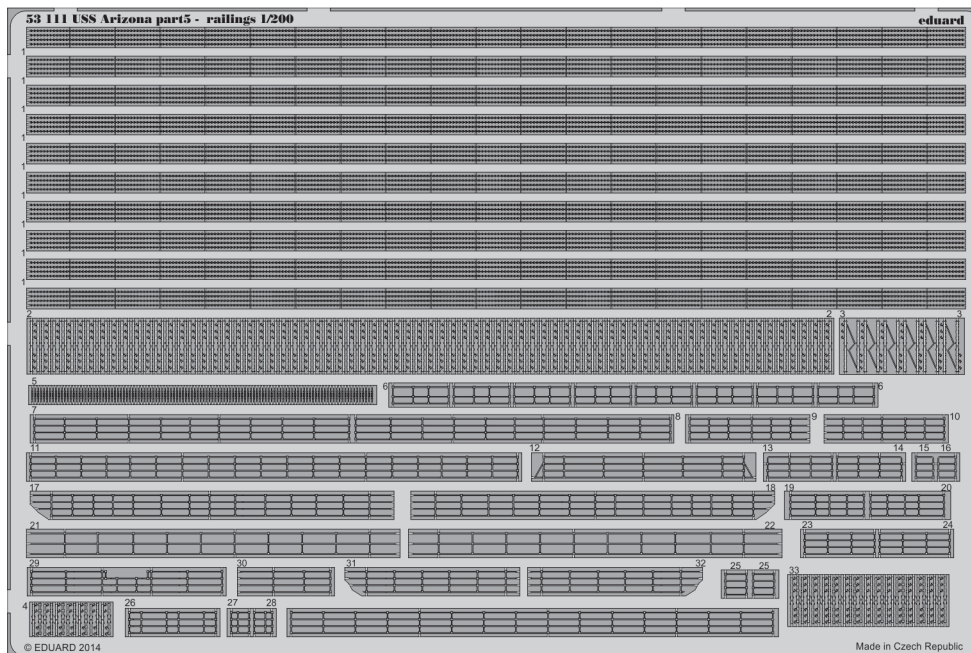 53 111 USS Arizona part5 - railings 1/200 eduard
1
1
1
1
1
1
1
1
1
2 2 3 3
5 6 6
7 8 9 10
11 12 13 14 15 16
17 18 19 20
21 22 23 24
29 30 31 32 25 25 33
4 26 27 28
© EDUARD 2014 Made in Czech Republic